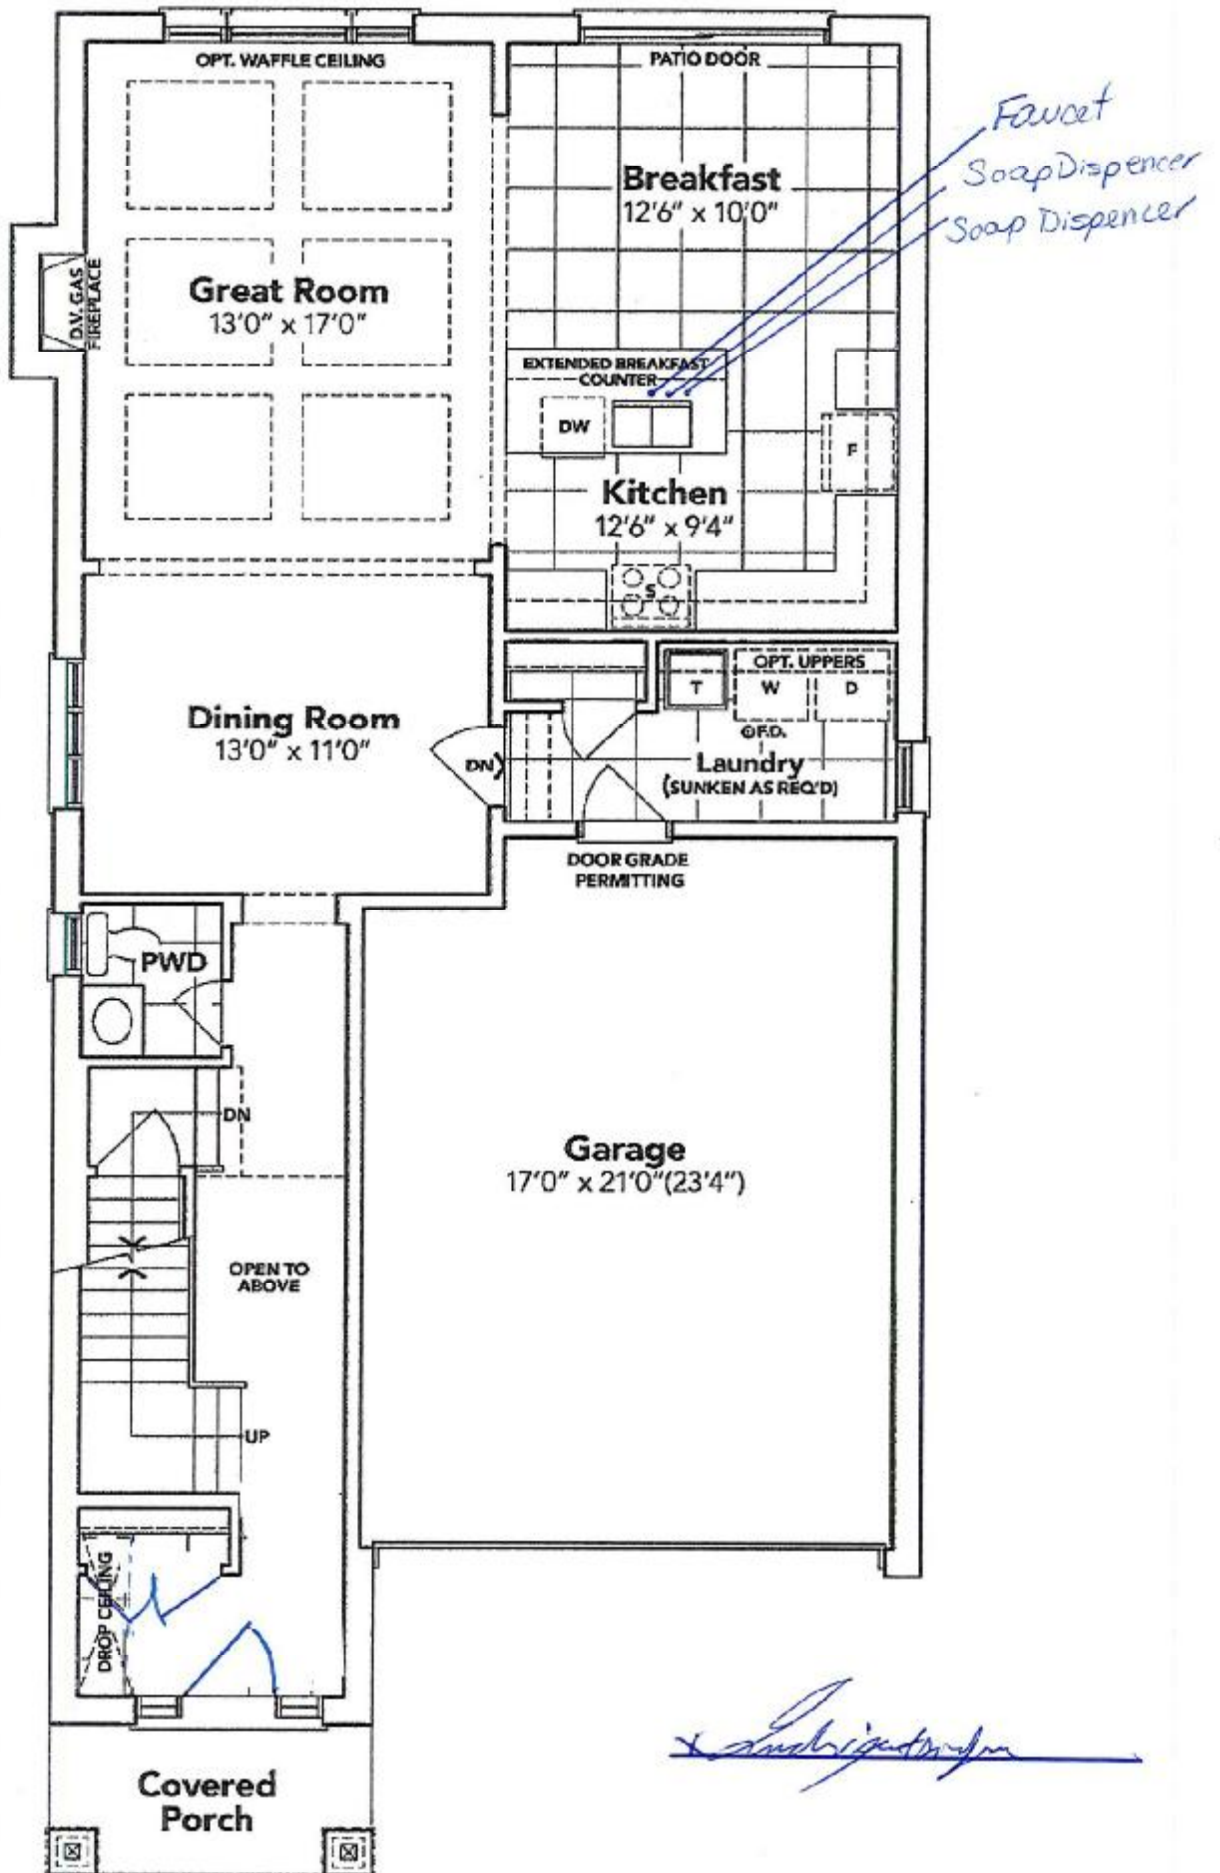 OPT. WAFFLE CEILING
PATIO DOOR
Faucet
Soap Dispencer
Soap Dispencer
Breakfast
12'6" x 10'0"
D.V. GAS
FIREPLACE
Great Room
13'0" x 17'0"
EXTENDED BREAKFAST
COUNTER
DW
F
Kitchen
12'6" x 9'4"
S
OPT. UPPERS
T
W
D
F.D.
Dining Room
13'0" x 11'0"
DN
Laundry
(SUNKEN AS REQ'D)
DOOR GRADE
PERMITTING
PWD
DN
Garage
17'0" x 21'0"(23'4")
OPEN TO
ABOVE
UP
DROP CEILING
x
Covered
Porch